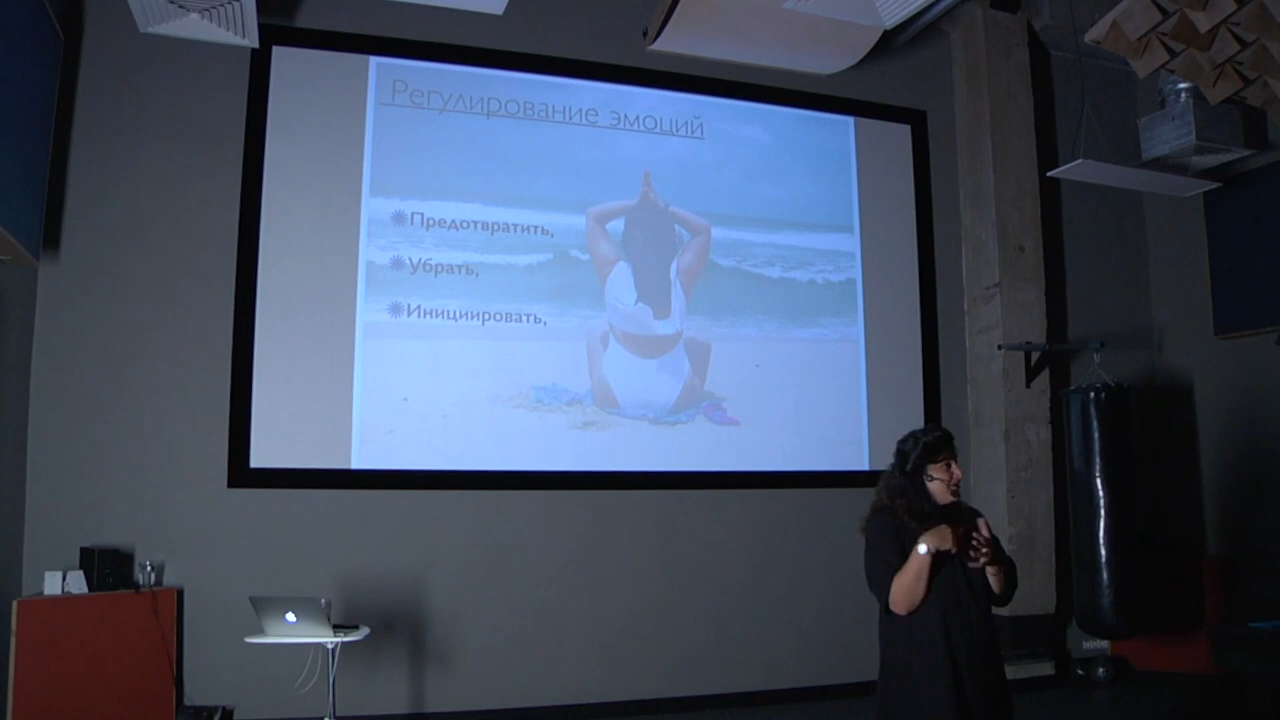 Регулирование эмоций
Предотвратить,
Убрать,
Инициировать,